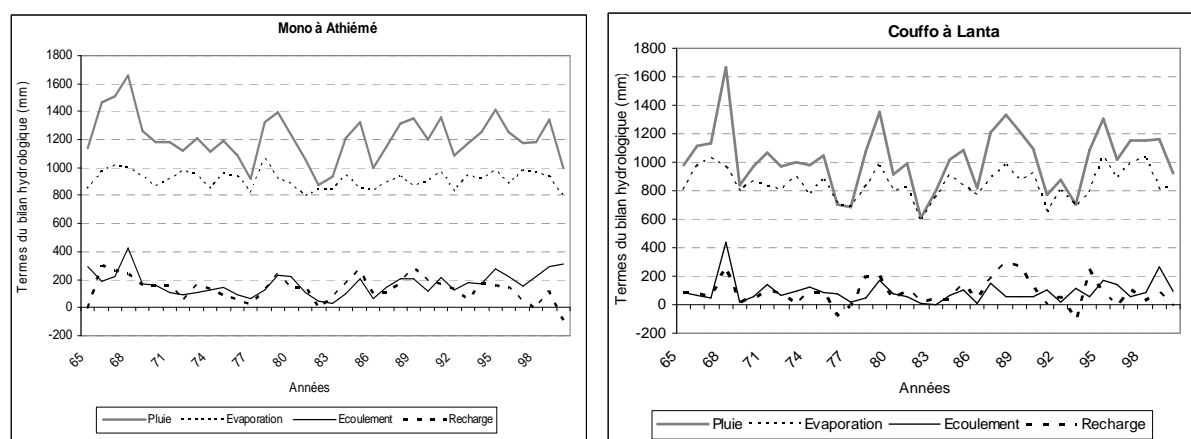 Mono à Athiémé
Termes du bilan hydrologique (mm)
1800
1600
1400
1200
1000
800
600
400
200
0
-200
65 68 71 74 77 80 83 86 89 92 95 98
Années
Pluie Evaporation Ecoulement Recharge
Couffo à Lanta
Termes du bilan hydrologique (mm)
1800
1600
1400
1200
1000
800
600
400
200
0
-200
65 68 71 74 77 80 83 86 89 92 95 98
Années
Pluie Evaporation Ecoulement Recharge